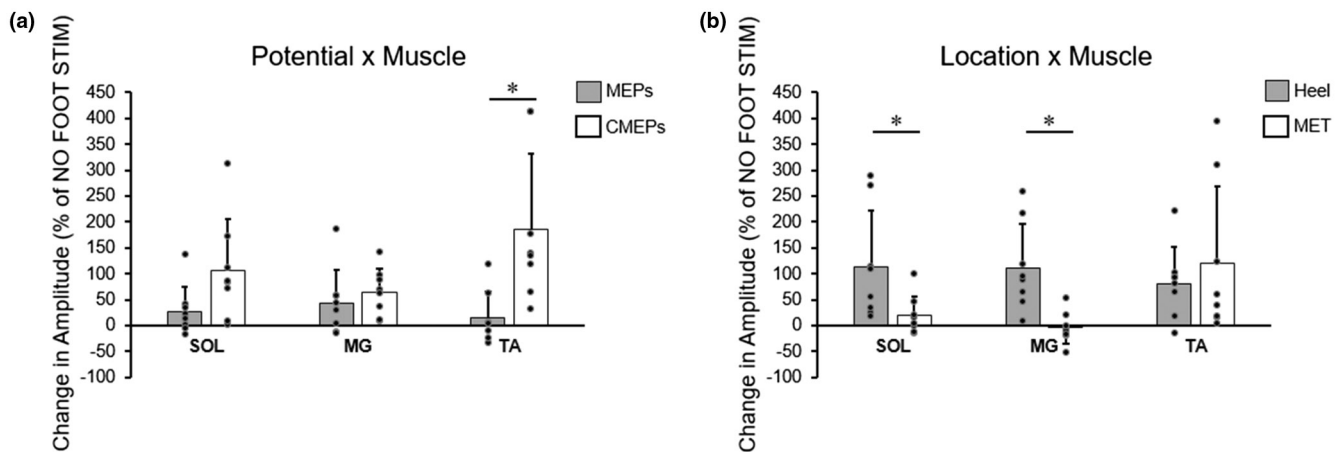 (a)
Potential x Muscle
Change in Amplitude (% of NO FOOT STIM)
450
400
350
300
250
200
150
100
50
0
-50
-100
*
MEPs
CMEPs
SOL
MG
TA
(b)
Location x Muscle
Change in Amplitude (% of NO FOOT STIM)
450
400
350
300
250
200
150
100
50
0
-50
-100
*
*
Heel
MET
SOL
MG
TA